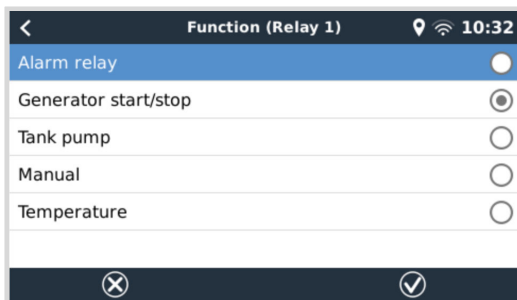 Function (Relay 1) 10:32
Alarm relay
Generator start/stop
Tank pump
Manual
Temperature